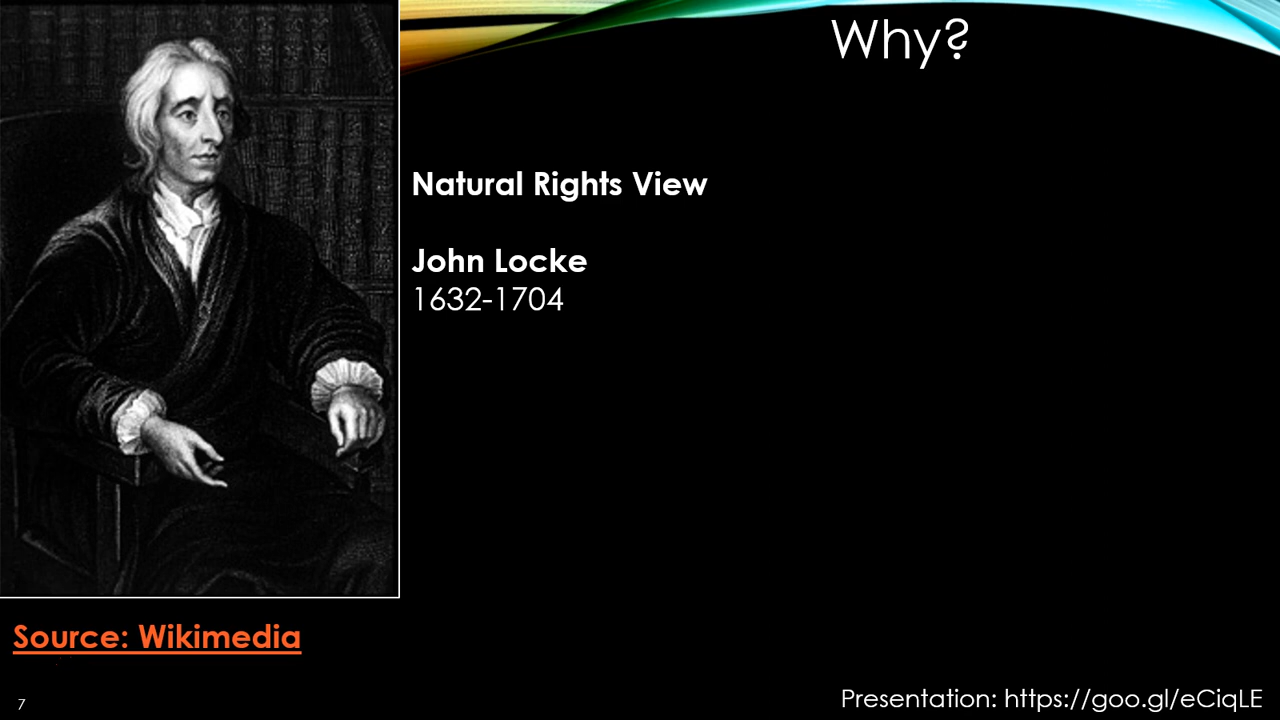 Why?
Natural Rights View
John Locke
1632-1704
Source: Wikimedia
7
Presentation: https://goo.gl/eCiqLE